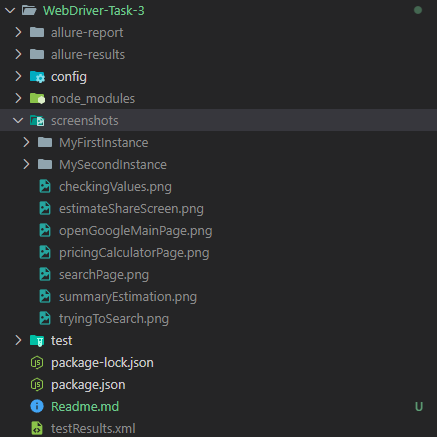 WebDriver-Task-3
allure-report
allure-results
config
node_modules
screenshots
MyFirstInstance
MySecondInstance
checkingValues.png
estimateShareScreen.png
openGoogleMainPage.png
pricingCalculatorPage.png
searchPage.png
summaryEstimation.png
tryingToSearch.png
test
package-lock.json
package.json
Readme.md U
testResults.xml